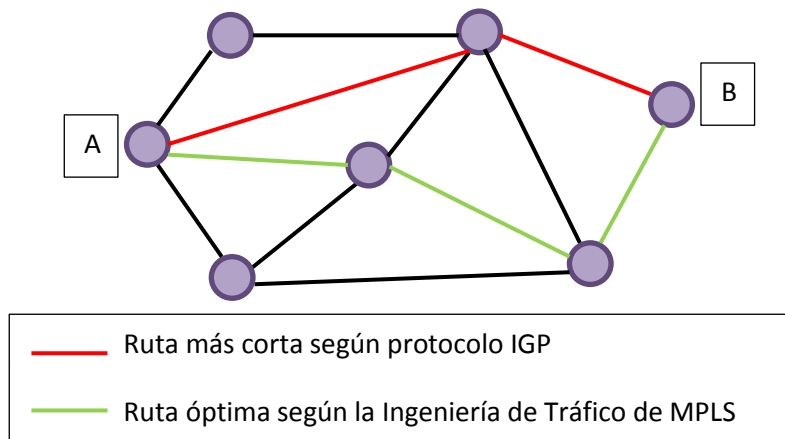 B
A
Ruta más corta según protocolo IGP
Ruta óptima según la Ingeniería de Tráfico de MPLS